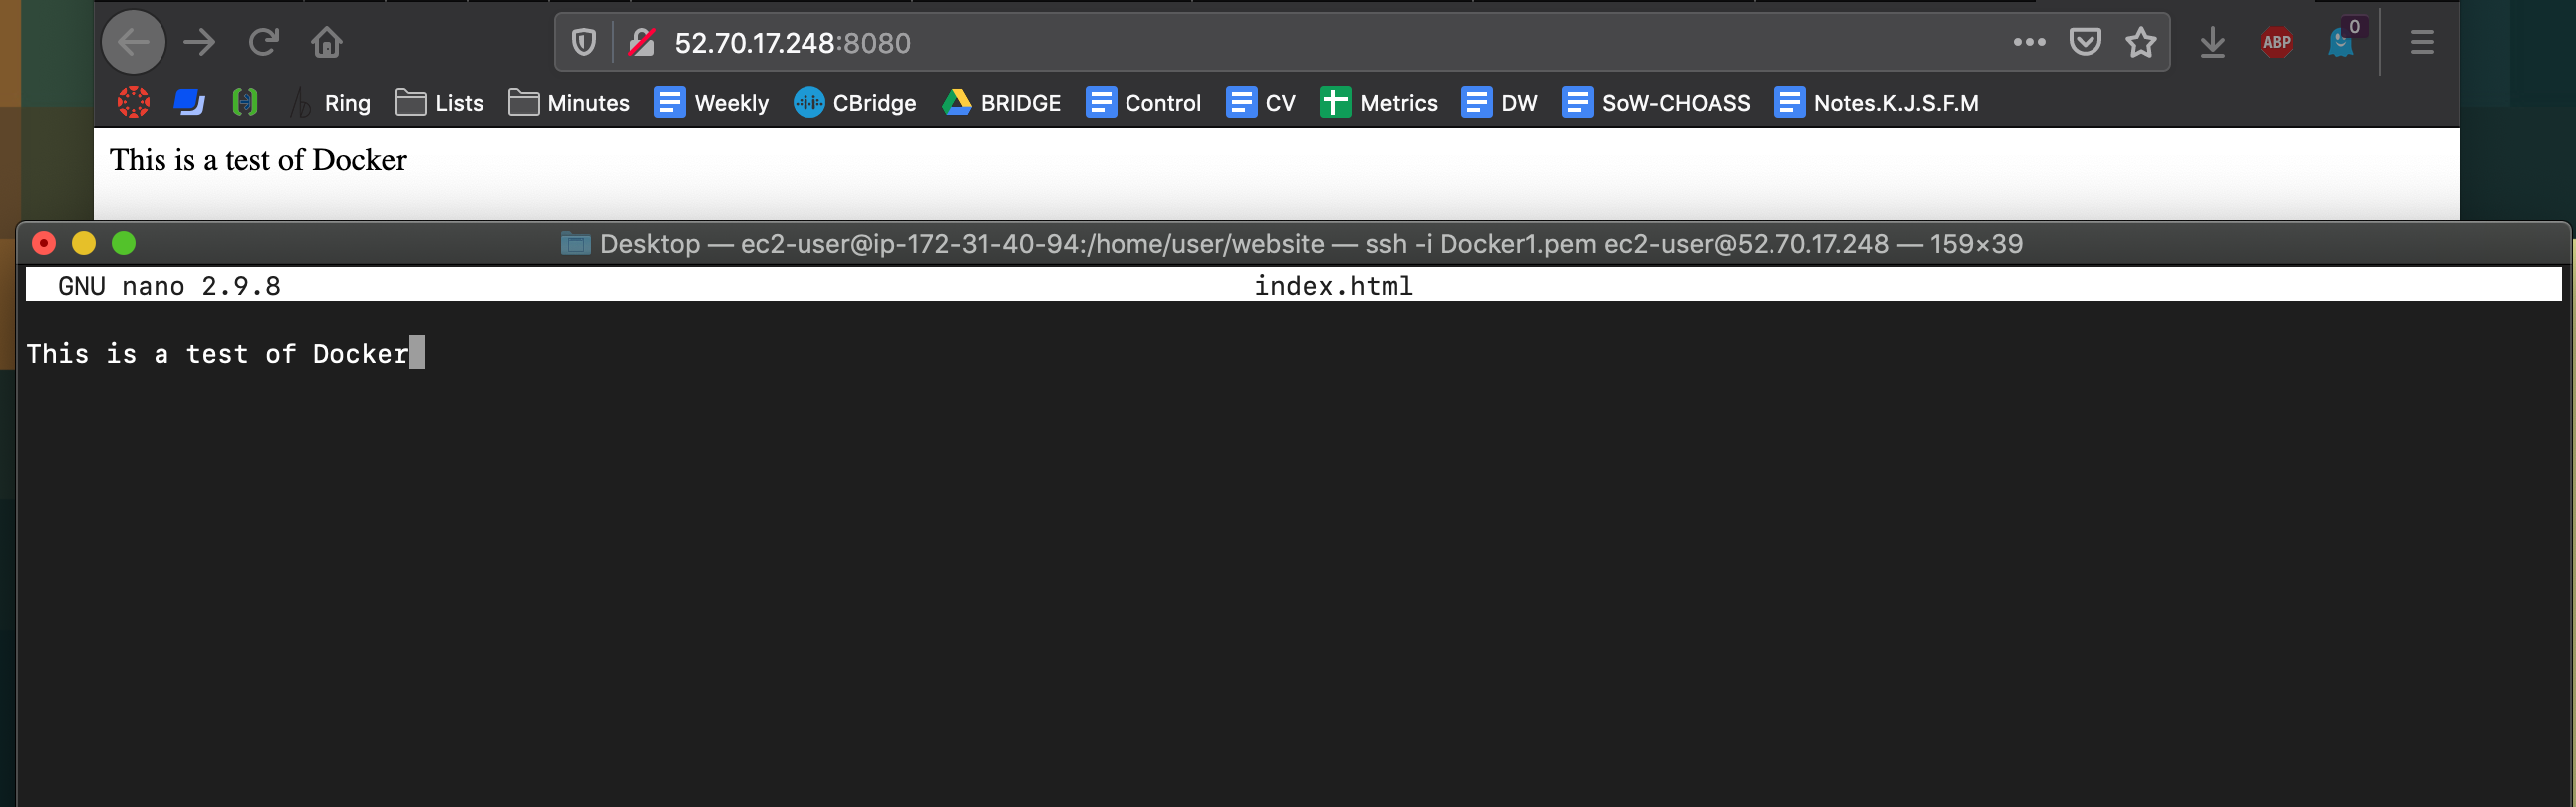 52.70.17.248:8080
ABP
0
Ring Lists Minutes Weekly CBridge BRIDGE Control CV Metrics DW SoW-CHOASS Notes.K.J.S.F.M
This is a test of Docker
Desktop — ec2-user@ip-172-31-40-94:/home/user/website — ssh -i Docker1.pem ec2-user@52.70.17.248 — 159×39
GNU nano 2.9.8 index.html
This is a test of Docker